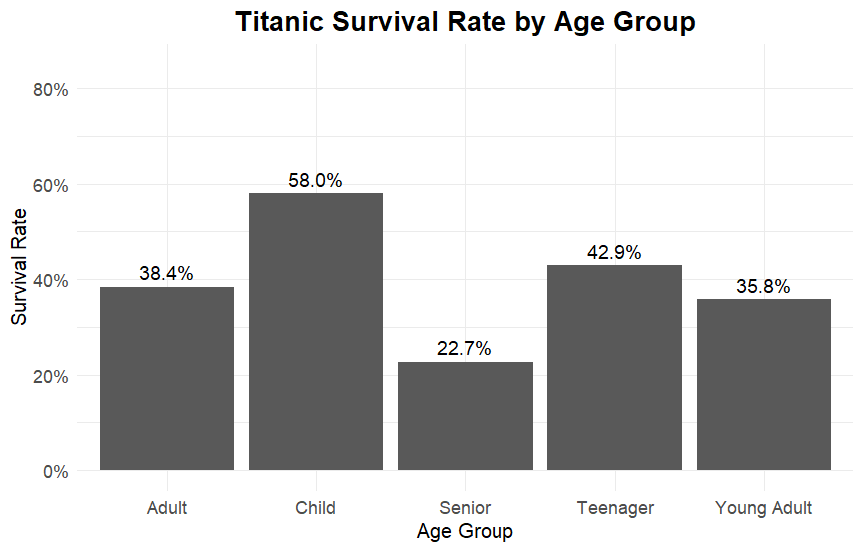 Titanic Survival Rate by Age Group
80%
60%
40%
20%
0%
Survival Rate
38.4%
58.0%
22.7%
42.9%
35.8%
Adult
Child
Senior
Teenager
Young Adult
Age Group